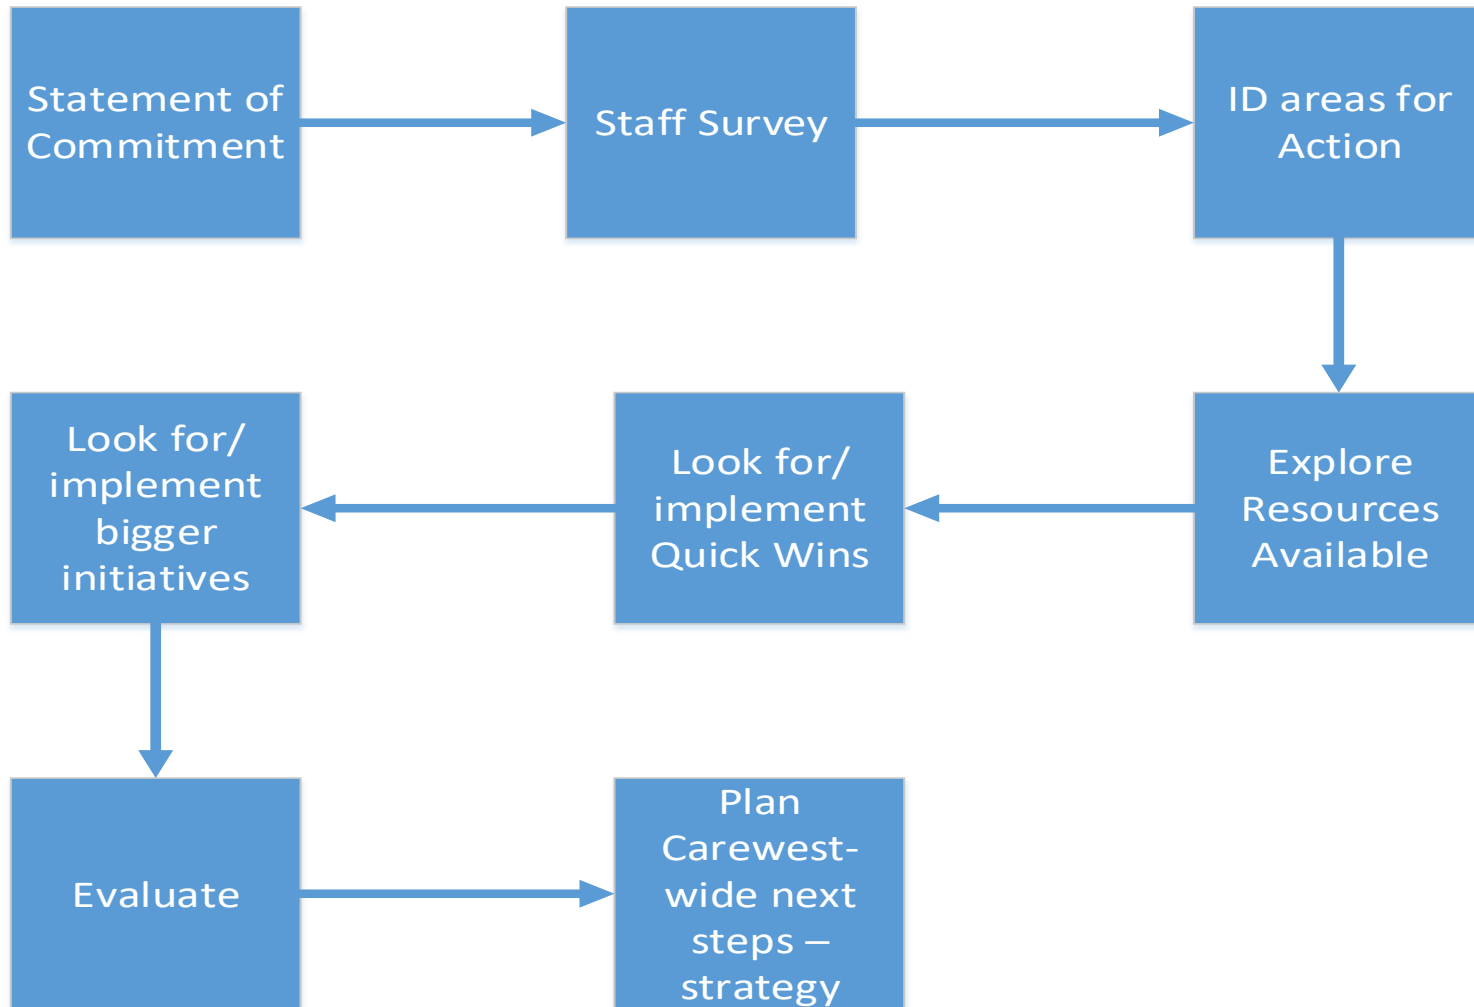 Statement of
Commitment
Staff Survey
ID areas for
Action
Explore
Resources
Available
Look for/
implement
Quick Wins
Look for/
implement
bigger
initiatives
Evaluate
Plan
Carewest-
wide next
steps –
strategy